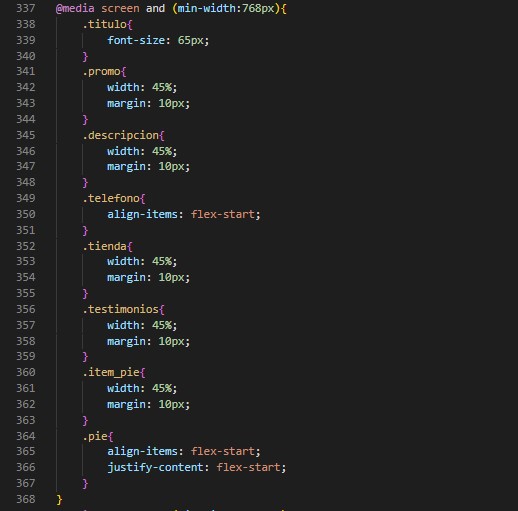 337 @media screen and (min-width:768px){
338     .titulo{
339         font-size: 65px;
340     }
341     .promo{
342         width: 45%;
343         margin: 10px;
344     }
345     .descripcion{
346         width: 45%;
347         margin: 10px;
348     }
349     .telefono{
350         align-items: flex-start;
351     }
352     .tienda{
353         width: 45%;
354         margin: 10px;
355     }
356     .testimonios{
357         width: 45%;
358         margin: 10px;
359     }
360     .item_pie{
361         width: 45%;
362         margin: 10px;
363     }
364     .pie{
365         align-items: flex-start;
366         justify-content: flex-start;
367     }
368 }